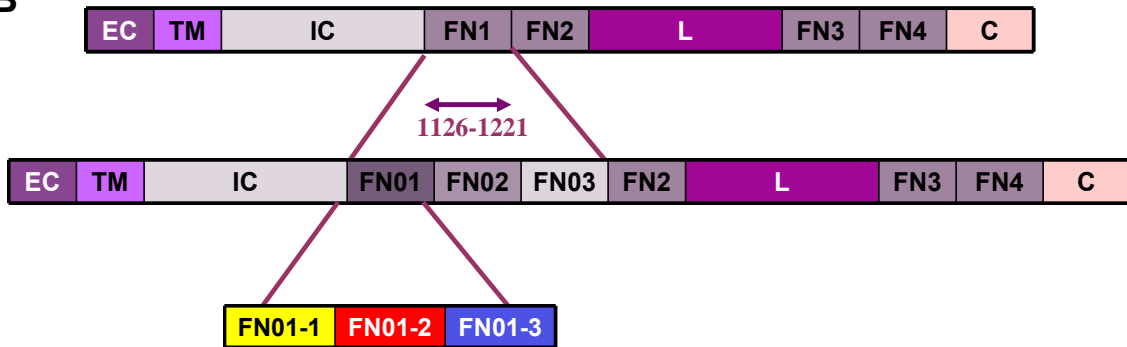 B
EC TM IC FN1 FN2 L FN3 FN4 C
1126-1221
EC TM IC FN01 FN02 FN03 FN2 L FN3 FN4 C
FN01-1 FN01-2 FN01-3